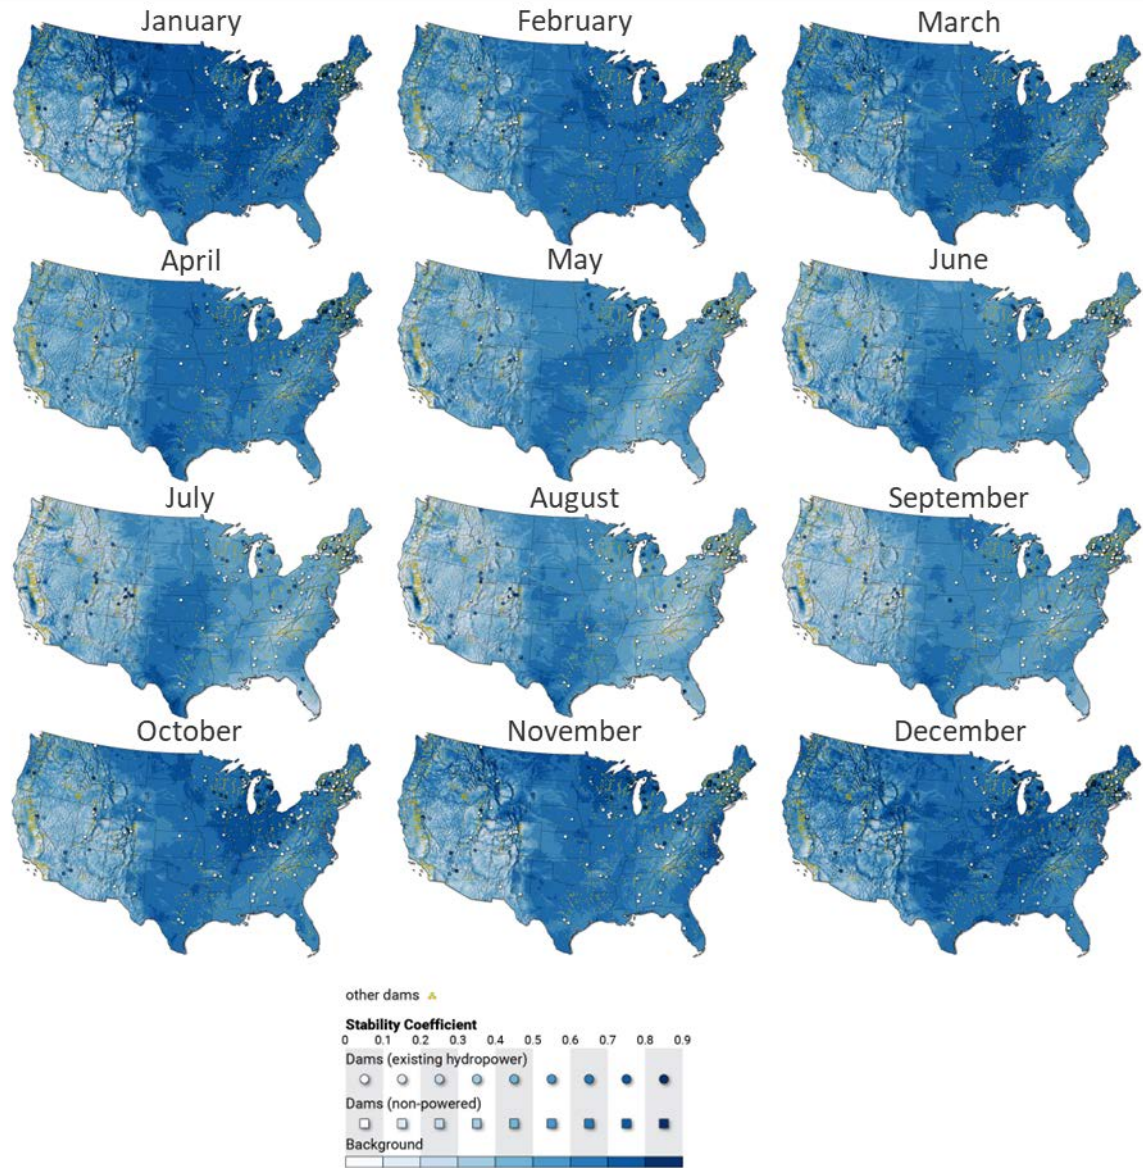 January February March
April May June
July August September
October November December
other dams
Stability Coefficient
0 0.1 0.2 0.3 0.4 0.5 0.6 0.7 0.8 0.9
Dams (existing hydropower)
Dams (non-powered)
Background